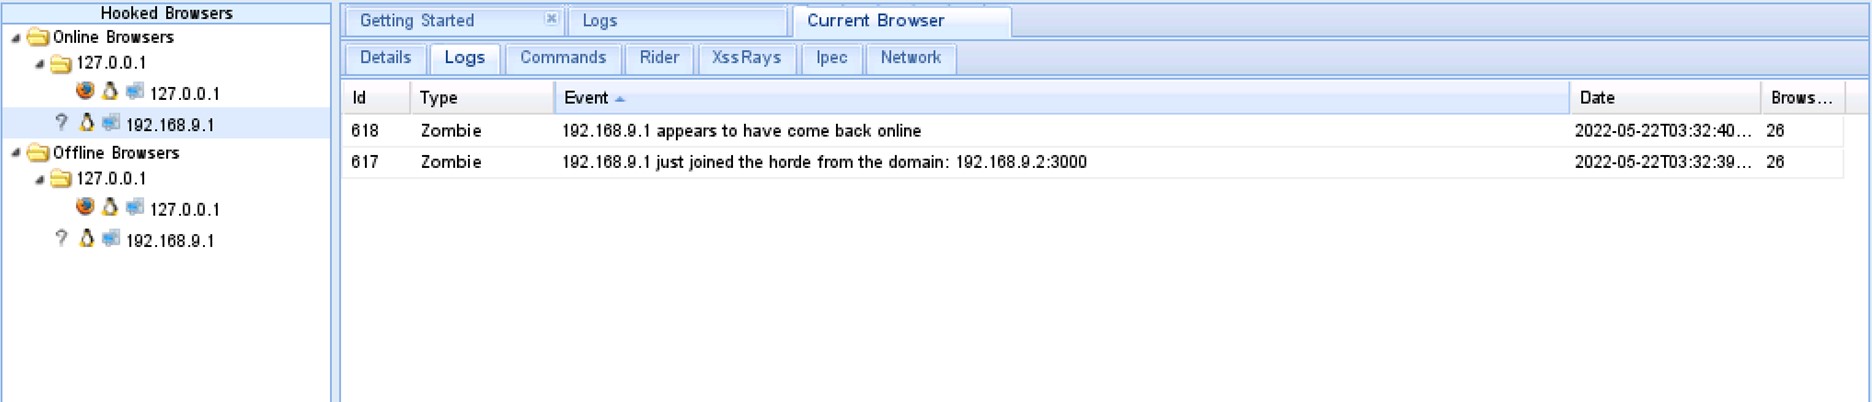 Hooked Browsers
Online Browsers
127.0.0.1
127.0.0.1
192.168.9.1
Offline Browsers
127.0.0.1
127.0.0.1
192.168.9.1
Getting Started Logs Current Browser
Details Logs Commands Rider XssRays Ipec Network
Id Type Event Date Brows...
618 Zombie 192.168.9.1 appears to have come back online 2022-05-22T03:32:40... 26
617 Zombie 192.168.9.1 just joined the horde from the domain: 192.168.9.2:3000 2022-05-22T03:32:39... 26